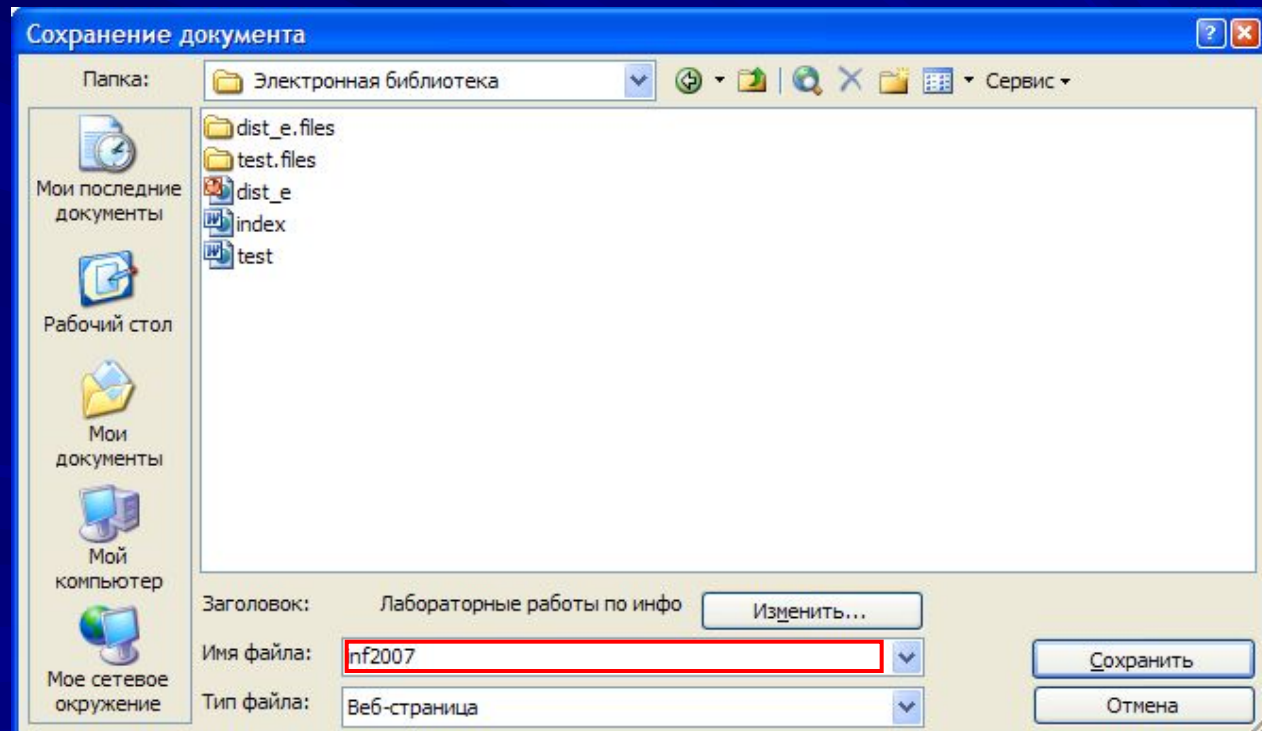 Сохранение документа
Папка:
Электронная библиотека
Сервис
dist_e.files
test.files
dist_e
index
test
Мои последние
документы
Рабочий стол
Мои
документы
Мой
компьютер
Мое сетевое
окружение
Заголовок:
Лабораторные работы по инфо
Изменить...
Имя файла:
nf2007
Сохранить
Тип файла:
Веб-страница
Отмена